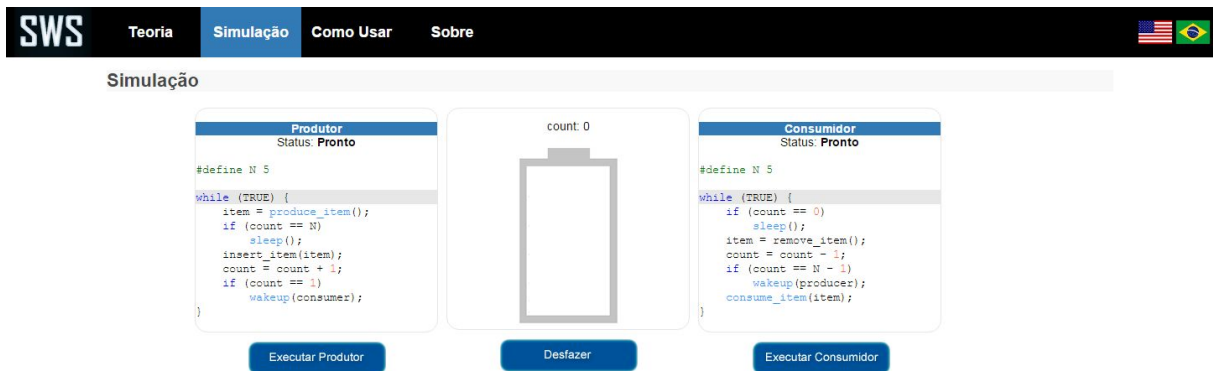 SWS Teoria Simulação Como Usar Sobre
Simulação
Produtor
Status: Pronto
#define N 5
while (TRUE) {
    item = produce_item();
    if (count == N)
        sleep();
    insert_item(item);
    count = count + 1;
    if (count == 1)
        wakeup(consumer);
}
Executar Produtor
count: 0
Desfazer
Consumidor
Status: Pronto
#define N 5
while (TRUE) {
    if (count == 0)
        sleep();
    item = remove_item();
    count = count - 1;
    if (count == N - 1)
        wakeup(producer);
    consume_item(item);
}
Executar Consumidor